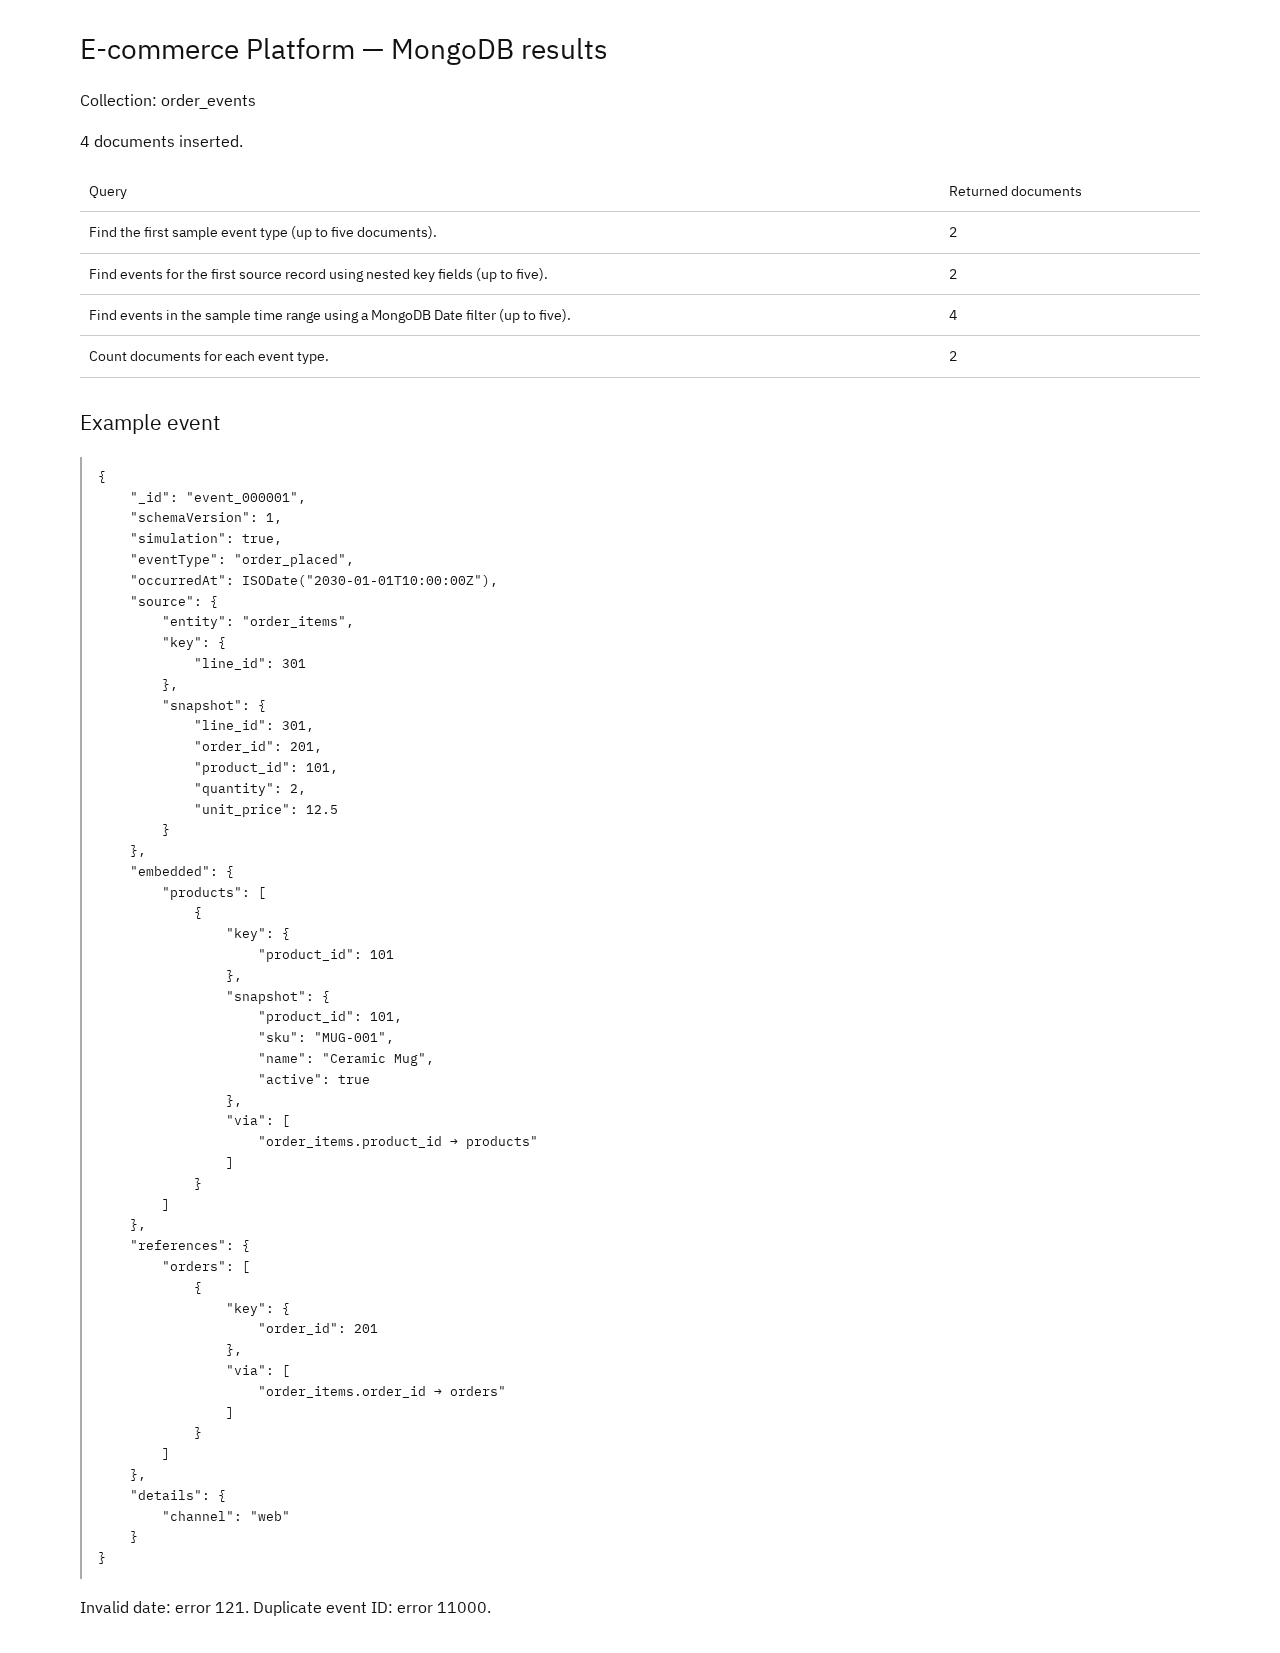 E-commerce Platform — MongoDB results
Collection: order_events
4 documents inserted.
Query Returned documents
Find the first sample event type (up to five documents). 2
Find events for the first source record using nested key fields (up to five). 2
Find events in the sample time range using a MongoDB Date filter (up to five). 4
Count documents for each event type. 2
Example event
{
    "_id": "event_000001",
    "schemaVersion": 1,
    "simulation": true,
    "eventType": "order_placed",
    "occurredAt": ISODate("2030-01-01T10:00:00Z"),
    "source": {
        "entity": "order_items",
        "key": {
            "line_id": 301
        },
        "snapshot": {
            "line_id": 301,
            "order_id": 201,
            "product_id": 101,
            "quantity": 2,
            "unit_price": 12.5
        }
    },
    "embedded": {
        "products": [
            {
                "key": {
                    "product_id": 101
                },
                "snapshot": {
                    "product_id": 101,
                    "sku": "MUG-001",
                    "name": "Ceramic Mug",
                    "active": true
                },
                "via": [
                    "order_items.product_id → products"
                ]
            }
        ]
    },
    "references": {
        "orders": [
            {
                "key": {
                    "order_id": 201
                },
                "via": [
                    "order_items.order_id → orders"
                ]
            }
        ]
    },
    "details": {
        "channel": "web"
    }
}
Invalid date: error 121. Duplicate event ID: error 11000.